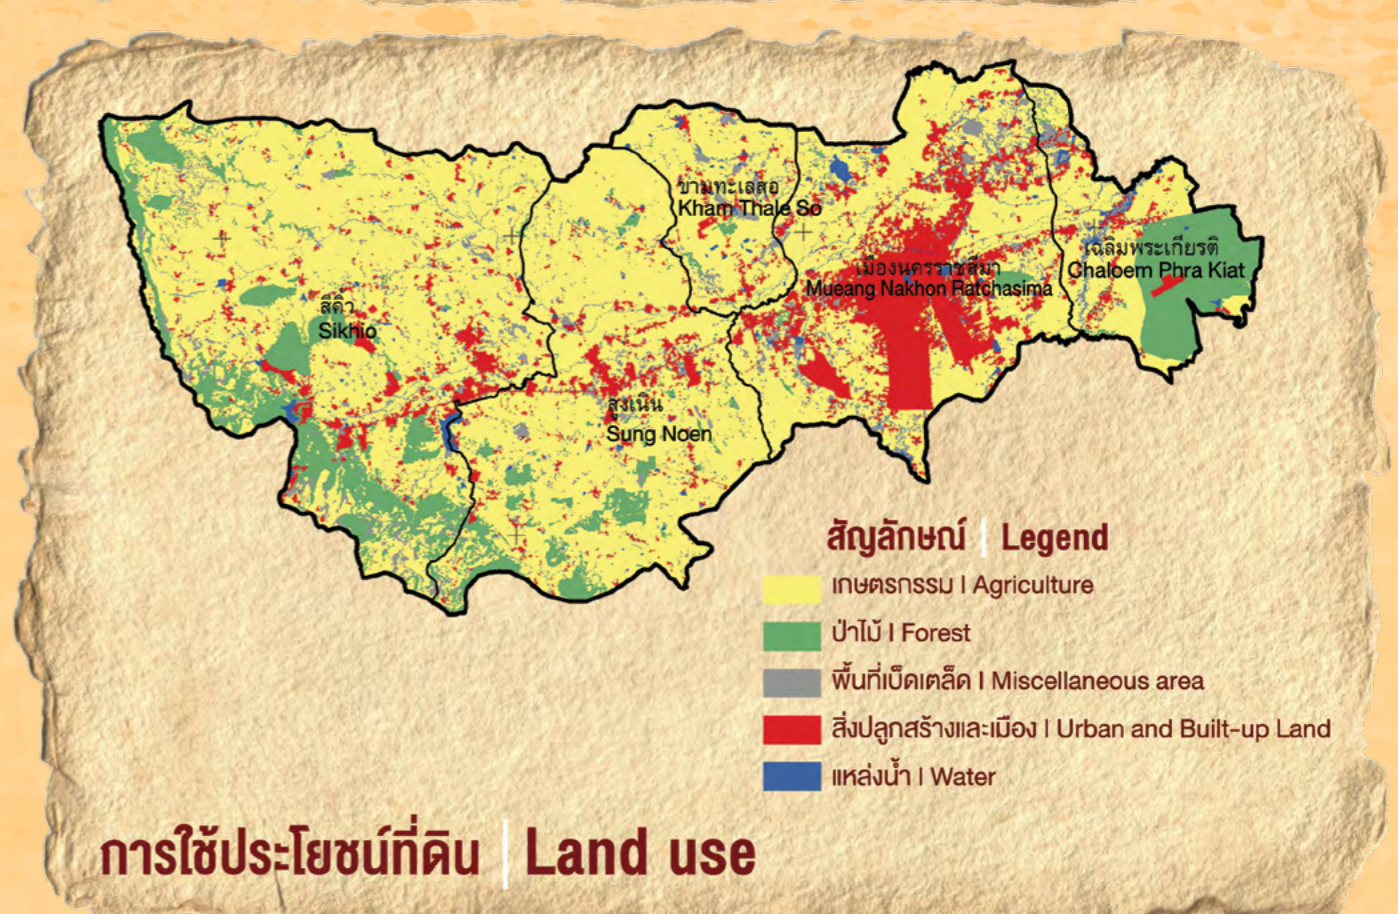 ขามทะเลสอ
Kham Thale So
เฉลิมพระเกียรติ
Chaloem Phra Kiat
เมืองนครราชสีมา
Mueang Nakhon Ratchasima
สีคิ้ว
Sikhio
สูงเนิน
Sung Noen
สัญลักษณ์ | Legend
เกษตรกรรม | Agriculture
ป่าไม้ | Forest
พื้นที่เบ็ดเตล็ด | Miscellaneous area
สิ่งปลูกสร้างและเมือง | Urban and Built-up Land
แหล่งน้ำ | Water
การใช้ประโยชน์ที่ดิน | Land use